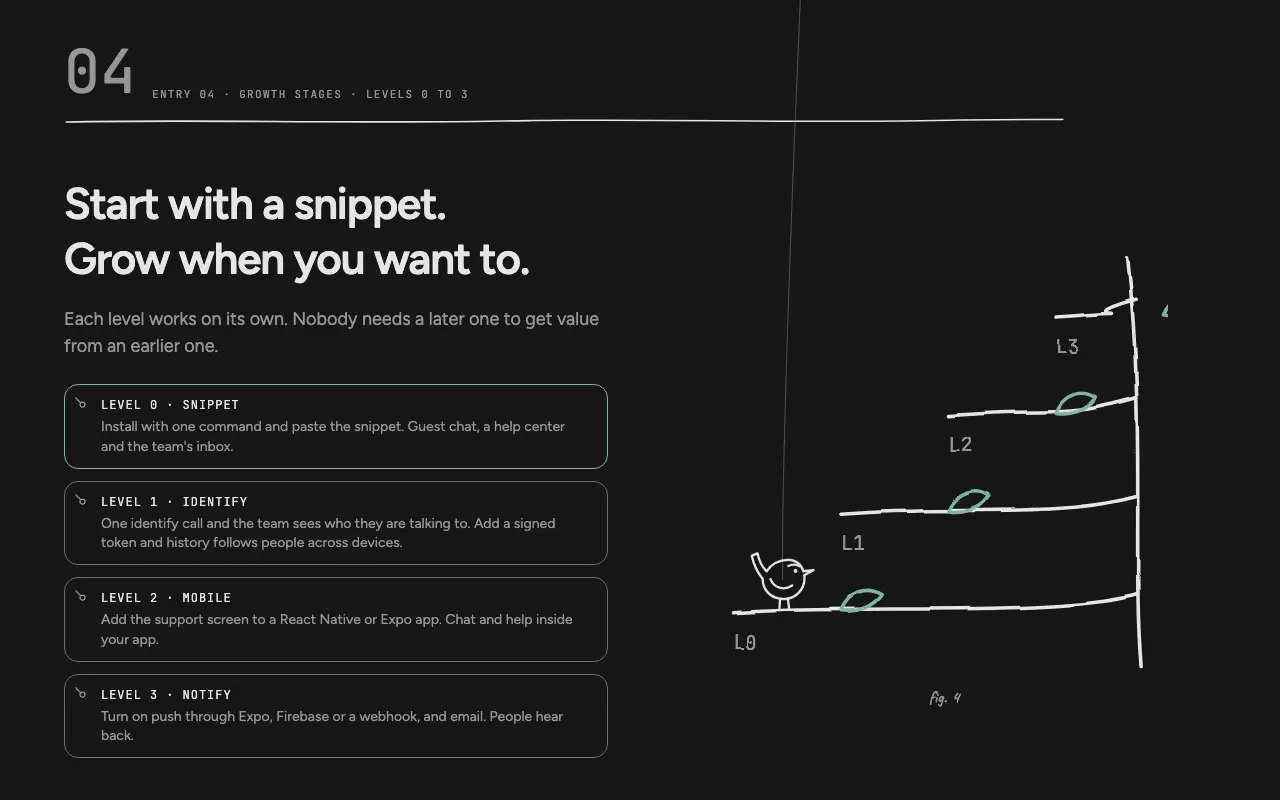 04
ENTRY 04 · GROWTH STAGES · LEVELS 0 TO 3
Start with a snippet.
Grow when you want to.
Each level works on its own. Nobody needs a later one to get value
from an earlier one.
LEVEL 0 · SNIPPET
Install with one command and paste the snippet. Guest chat, a help center
and the team's inbox.
LEVEL 1 · IDENTIFY
One identify call and the team sees who they are talking to. Add a signed
token and history follows people across devices.
LEVEL 2 · MOBILE
Add the support screen to a React Native or Expo app. Chat and help inside
your app.
LEVEL 3 · NOTIFY
Turn on push through Expo, Firebase or a webhook, and email. People hear
back.
L3
L2
L1
L0
fig. 4